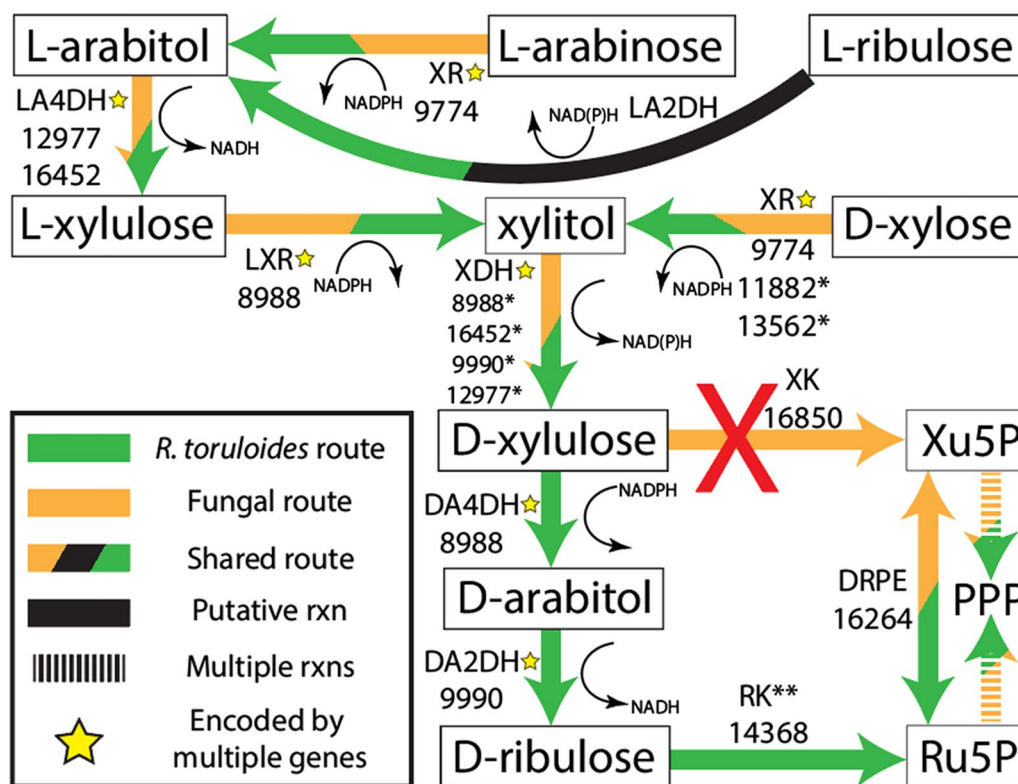 L-arabitol
L-arabinose
L-ribulose
XR
9774
NADPH
LA4DH
12977
16452
NADH
NAD(P)H
LA2DH
L-xylulose
xylitol
D-xylose
LXR
8988
NADPH
XR
9774
11882*
13562*
NADPH
XDH
8988*
16452*
9990*
12977*
NAD(P)H
D-xylulose
X
XK
16850
Xu5P
R. toruloides route
Fungal route
Shared route
Putative rxn
Multiple rxns
Encoded by
multiple genes
DA4DH
8988
NADPH
D-arabitol
DRPE
16264
PPP
DA2DH
9990
NADH
RK**
14368
D-ribulose
Ru5P